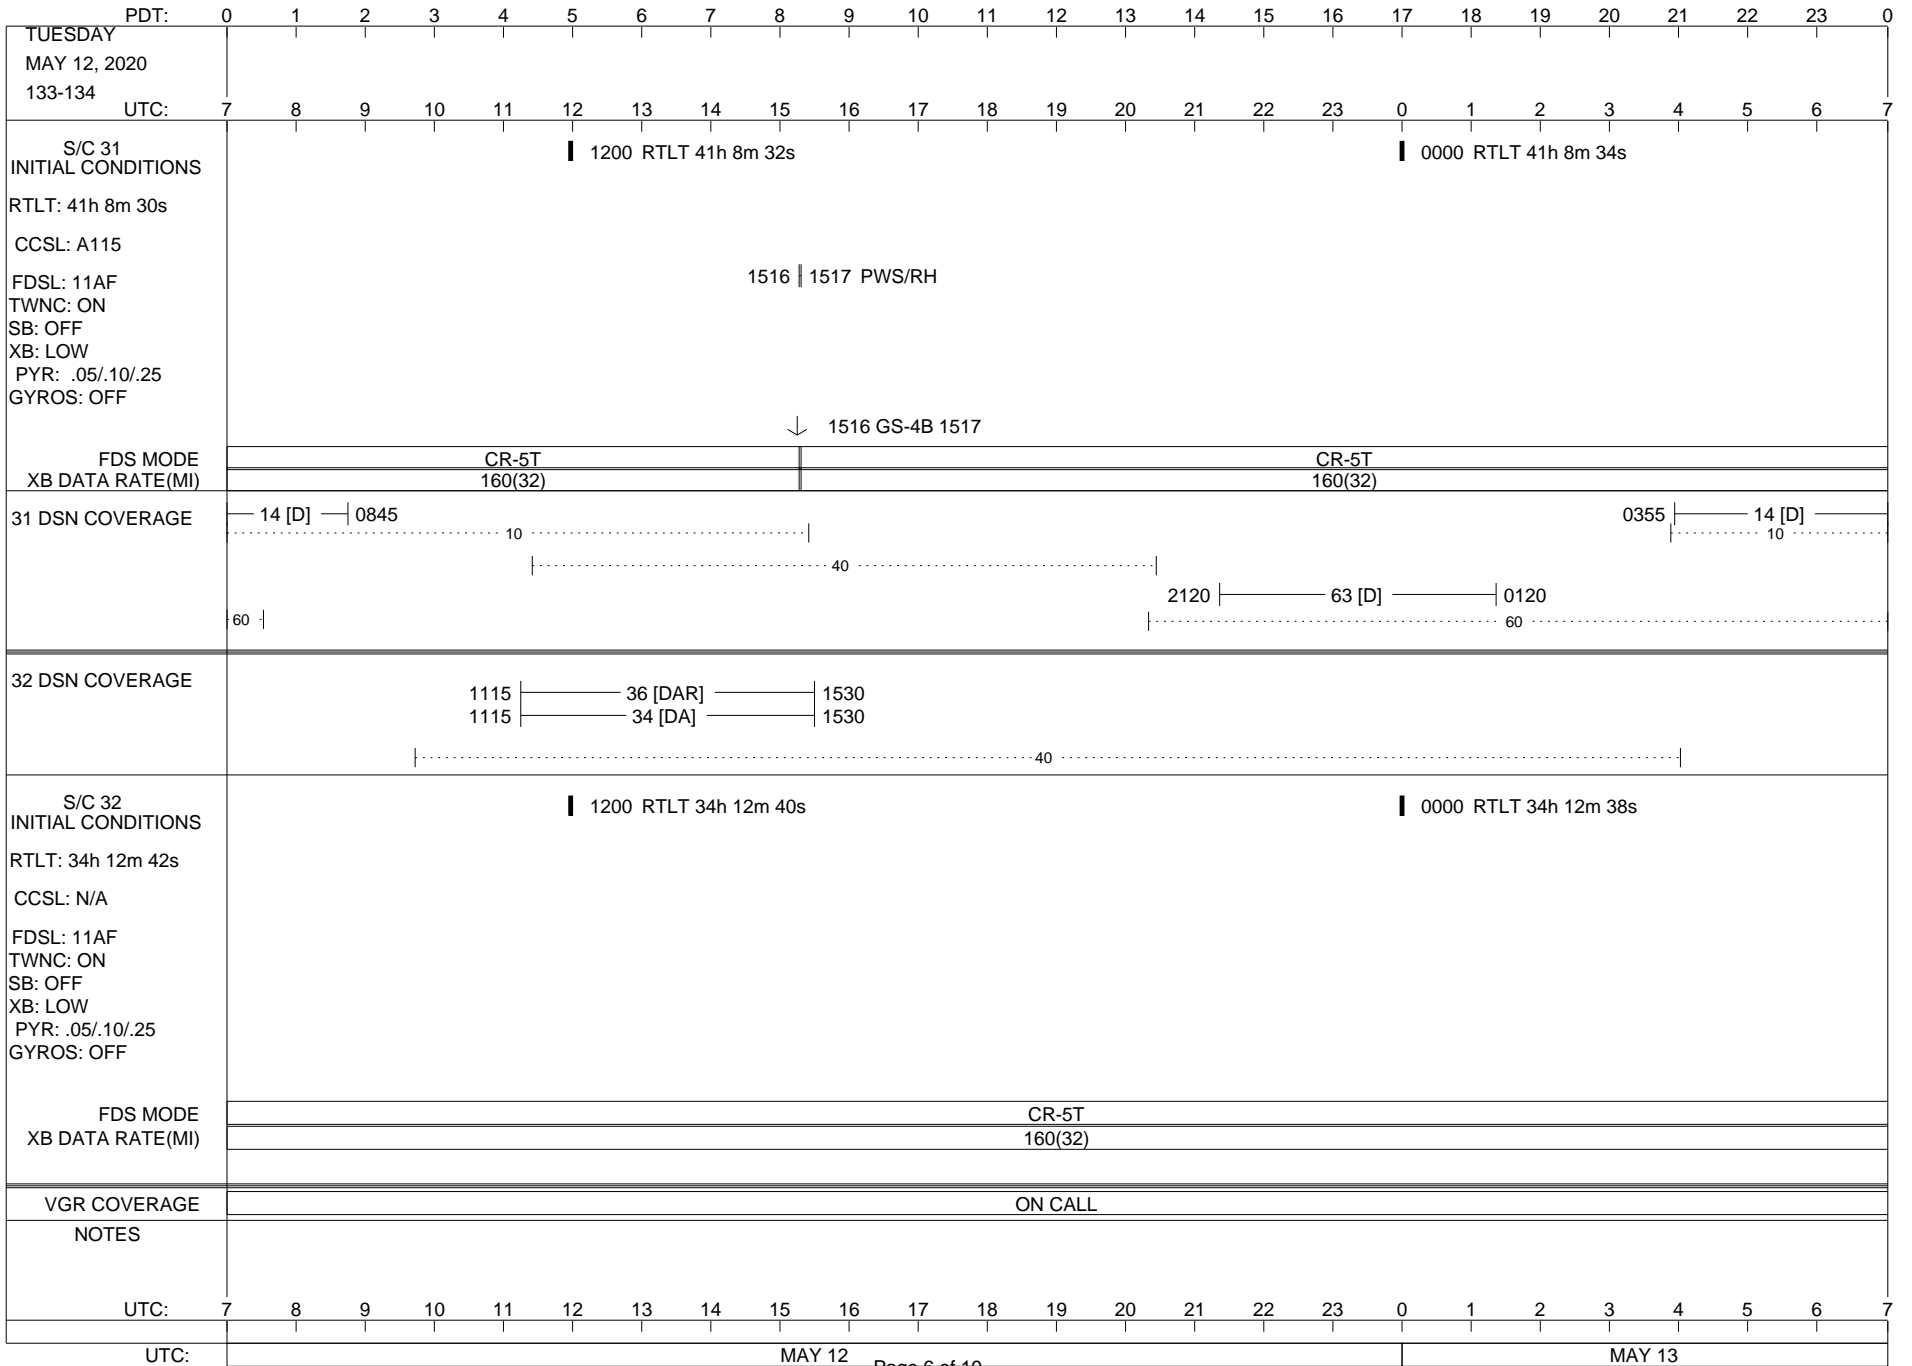 PDT: 0 1 2 3 4 5 6 7 8 9 10 11 12 13 14 15 16 17 18 19 20 21 22 23 0
TUESDAY
MAY 12, 2020
133-134
UTC: 7 8 9 10 11 12 13 14 15 16 17 18 19 20 21 22 23 0 1 2 3 4 5 6 7
S/C 31
INITIAL CONDITIONS
1200 RTLT 41h 8m 32s
0000 RTLT 41h 8m 34s
RTLT: 41h 8m 30s
CCSL: A115
FDSL: 11AF
1516 1517 PWS/RH
TWNC: ON
SB: OFF
XB: LOW
PYR: .05/.10/.25
GYROS: OFF
1516 GS-4B 1517
FDS MODE CR-5T CR-5T
XB DATA RATE(MI) 160(32) 160(32)
31 DSN COVERAGE
14 [D] 0845 0355 14 [D]
10 10
40
2120 63 [D] 0120
60 60
32 DSN COVERAGE
1115 36 [DAR] 1530
1115 34 [DA] 1530
40
S/C 32
INITIAL CONDITIONS
1200 RTLT 34h 12m 40s
0000 RTLT 34h 12m 38s
RTLT: 34h 12m 42s
CCSL: N/A
FDSL: 11AF
TWNC: ON
SB: OFF
XB: LOW
PYR: .05/.10/.25
GYROS: OFF
FDS MODE CR-5T
XB DATA RATE(MI) 160(32)
VGR COVERAGE ON CALL
NOTES
UTC: 7 8 9 10 11 12 13 14 15 16 17 18 19 20 21 22 23 0 1 2 3 4 5 6 7
UTC: MAY 12 MAY 13
Page 6 of 19